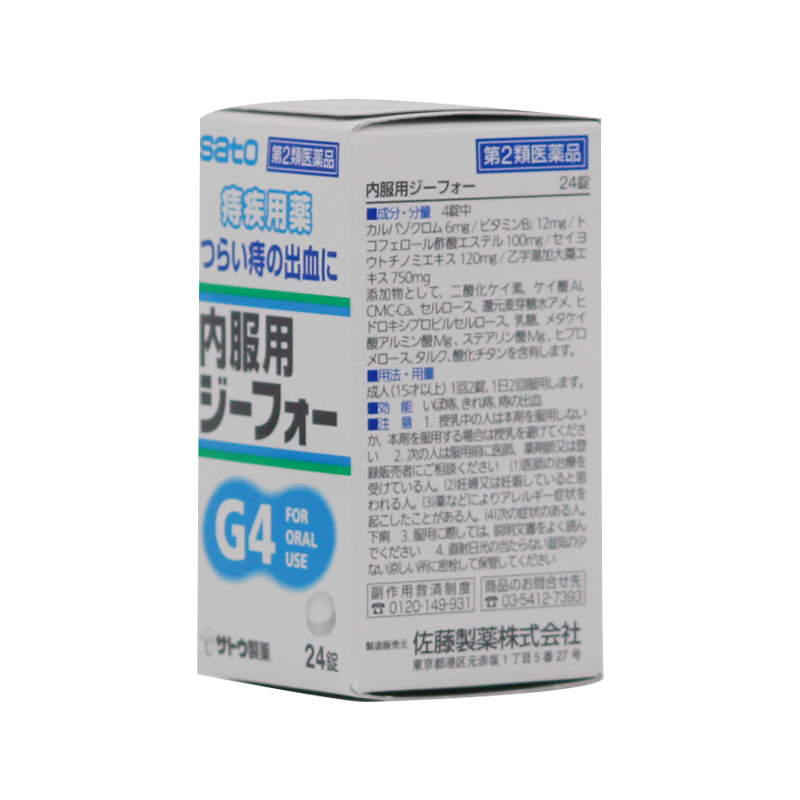 sato 第2類医薬品
痔疾用薬
つらい痔の出血に
内服用
ジーフォー
G4
FOR
ORAL
USE
サトウ製薬
24錠
第2類医薬品
内服用ジーフォー 24錠
■成分・分量 4錠中
カルバゾクロム6mg/ビタミンB₂ 12mg/ト
コフェロール酢酸エステル100mg/セイヨ
ウトチノミエキス120mg/乙字湯加大棗エ
キス750mg
添加物として、二酸化ケイ素、ケイ酸Al、
CMC-Ca、セルロース、還元麦芽糖水アメ、ヒ
ドロキシプロピルセルロース、乳糖、メタケイ
酸アルミン酸Mg、ステアリン酸Mg、ヒプロ
メロース、タルク、酸化チタンを含有します。
■用法・用量
成人(15才以上)1回2錠、1日2回服用します。
■効 能 いぼ痔、きれ痔、痔の出血
■注 意 1. 授乳中の人は本剤を服用しない
か、本剤を服用する場合は授乳を避けてくださ
い 2. 次の人は服用前に医師、薬剤師又は登
録販売者にご相談ください (1)医師の治療を
受けている人。(2)妊婦又は妊娠していると思
われる人。(3)薬などによりアレルギー症状を
起こしたことがある人。(4)次の症状のある人。
下痢 3. 服用に際しては、説明文書をよく読ん
でください 4. 直射日光の当たらない湿気の少
ない涼しい所に密栓して保管してください
副作用救済制度
☎0120-149-931
商品のお問合せ先
☎03-5412-7393
製造販売元 佐藤製薬株式会社
東京都港区元赤坂1丁目5番27号